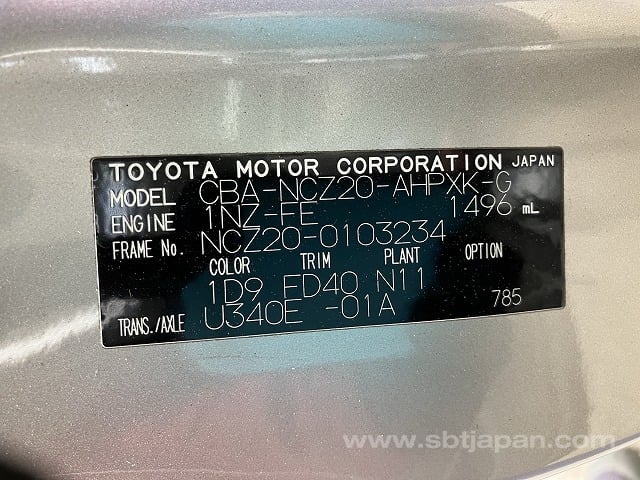 TOYOTA MOTOR CORPORATION JAPAN
MODEL CBA-NCZ20-AHPXK-G
ENGINE 1NZ-FE 1496 mL
FRAME No. NCZ20-0103234
COLOR TRIM PLANT OPTION
1D9 FD40 N11
TRANS./AXLE U340E -01A 785
www.sbtjapan.com